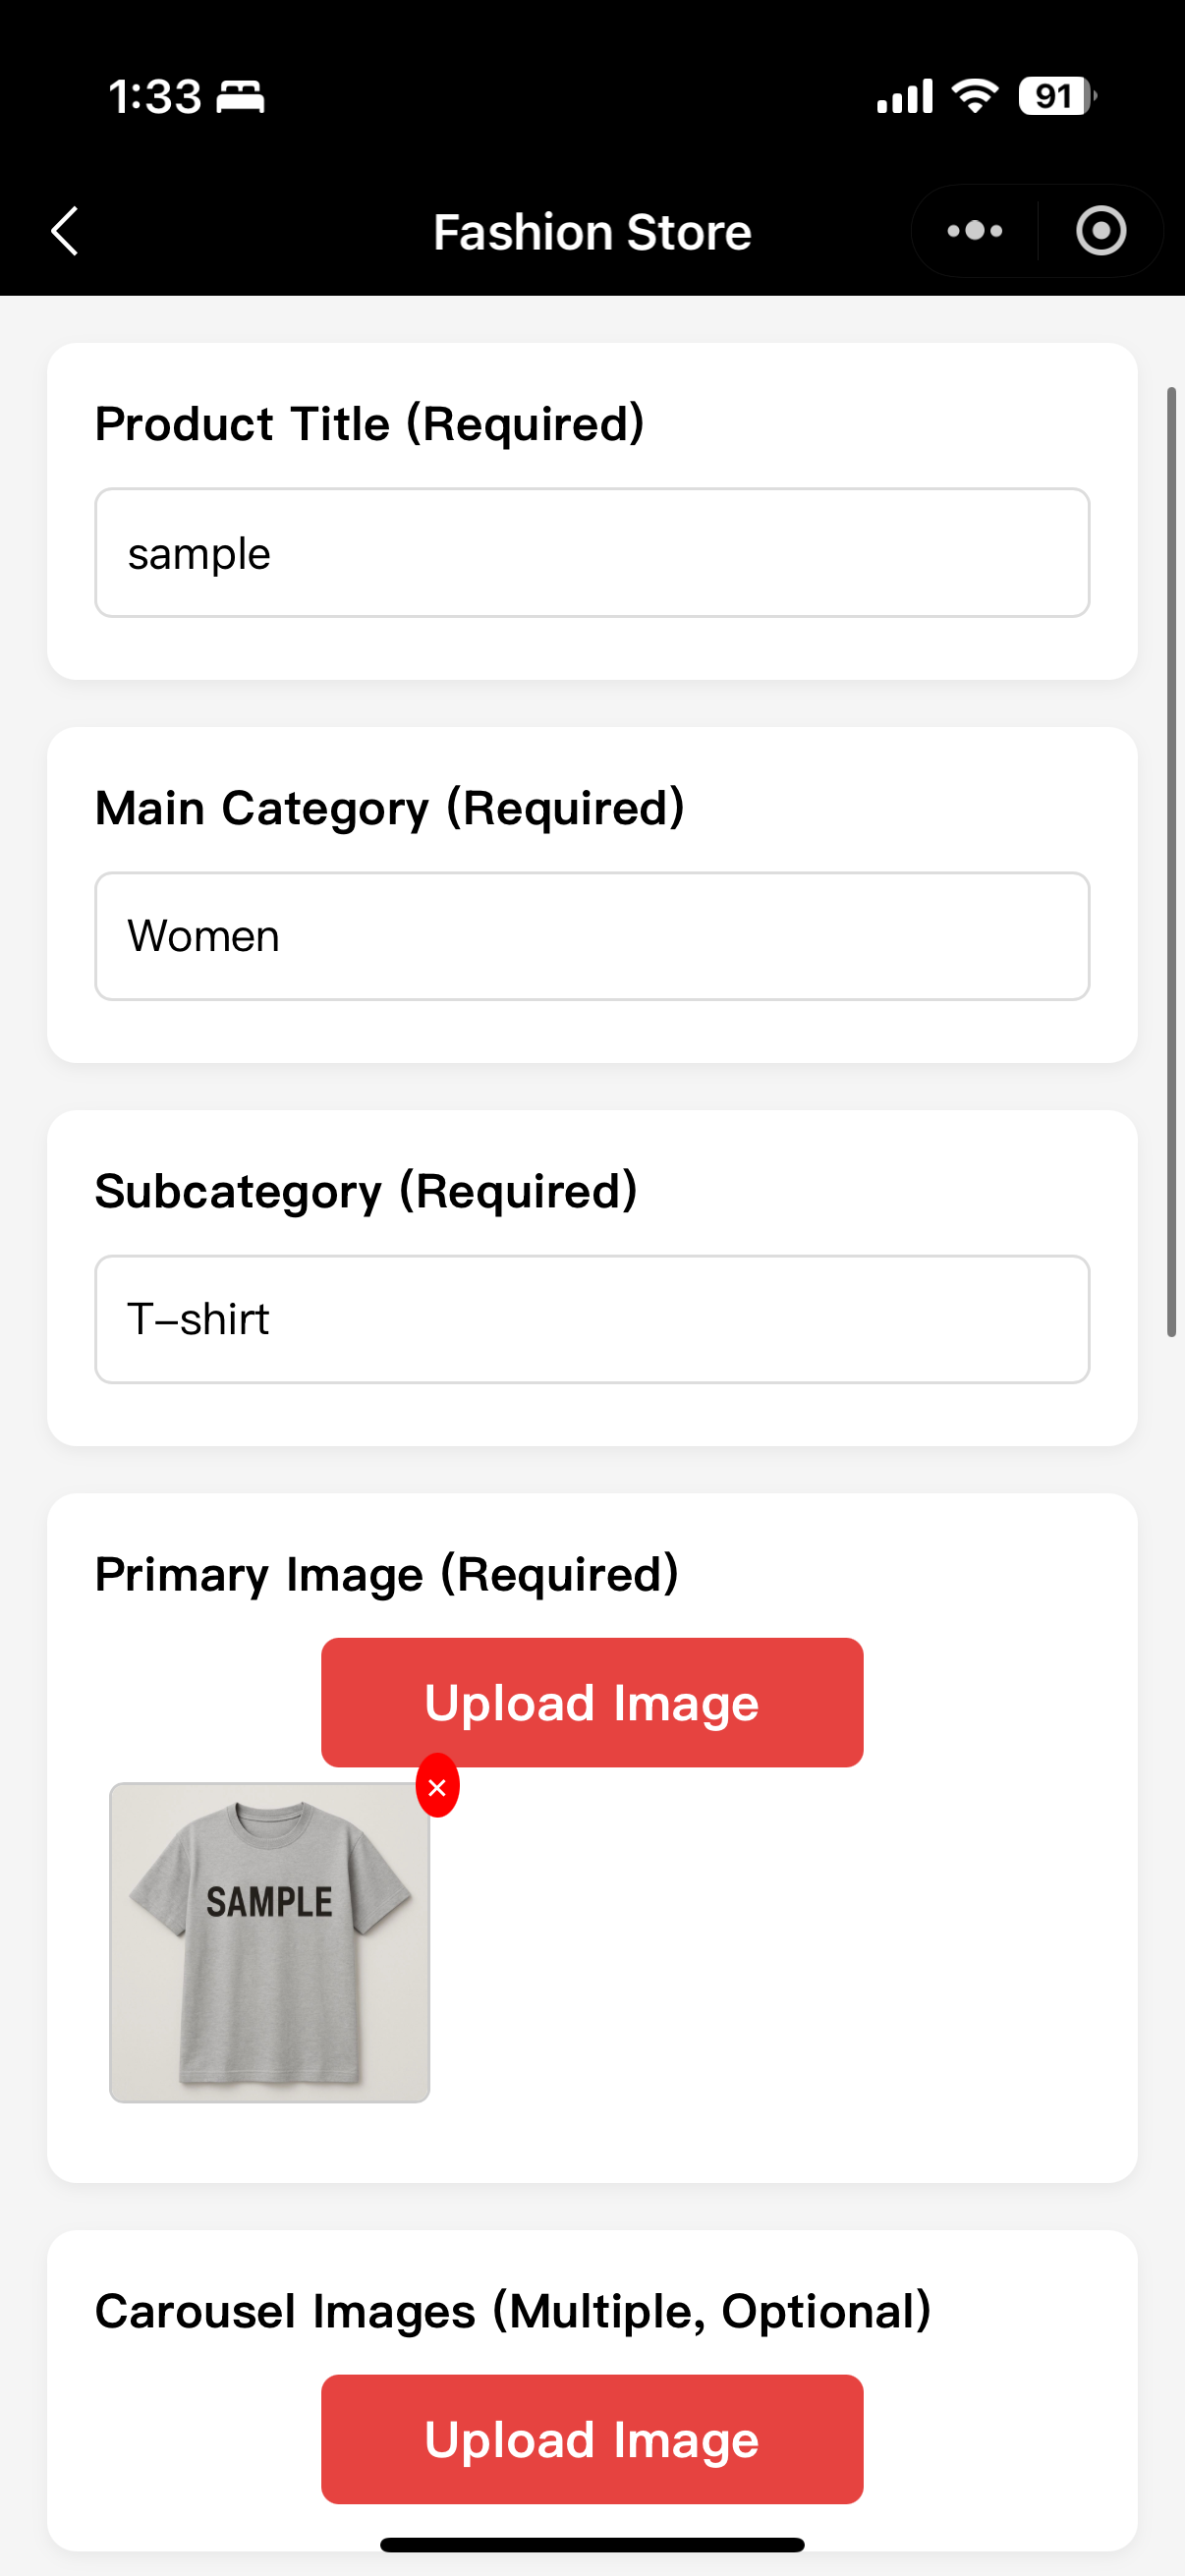 1:33
91
Fashion Store
Product Title (Required)
sample
Main Category (Required)
Women
Subcategory (Required)
T-shirt
Primary Image (Required)
Upload Image
×
SAMPLE
Carousel Images (Multiple, Optional)
Upload Image